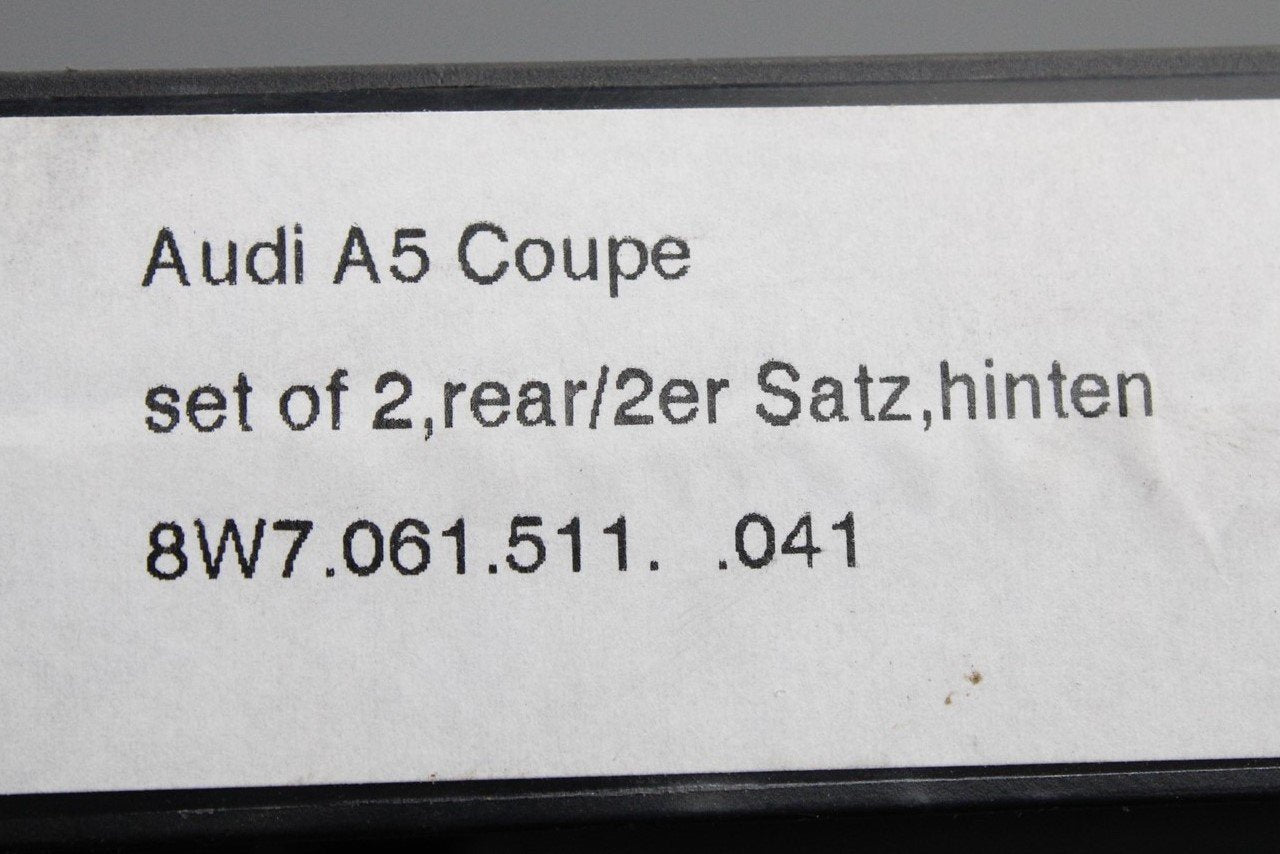 Audi A5 Coupe
set of 2,rear/2er Satz,hinten
8W7.061.511. .041